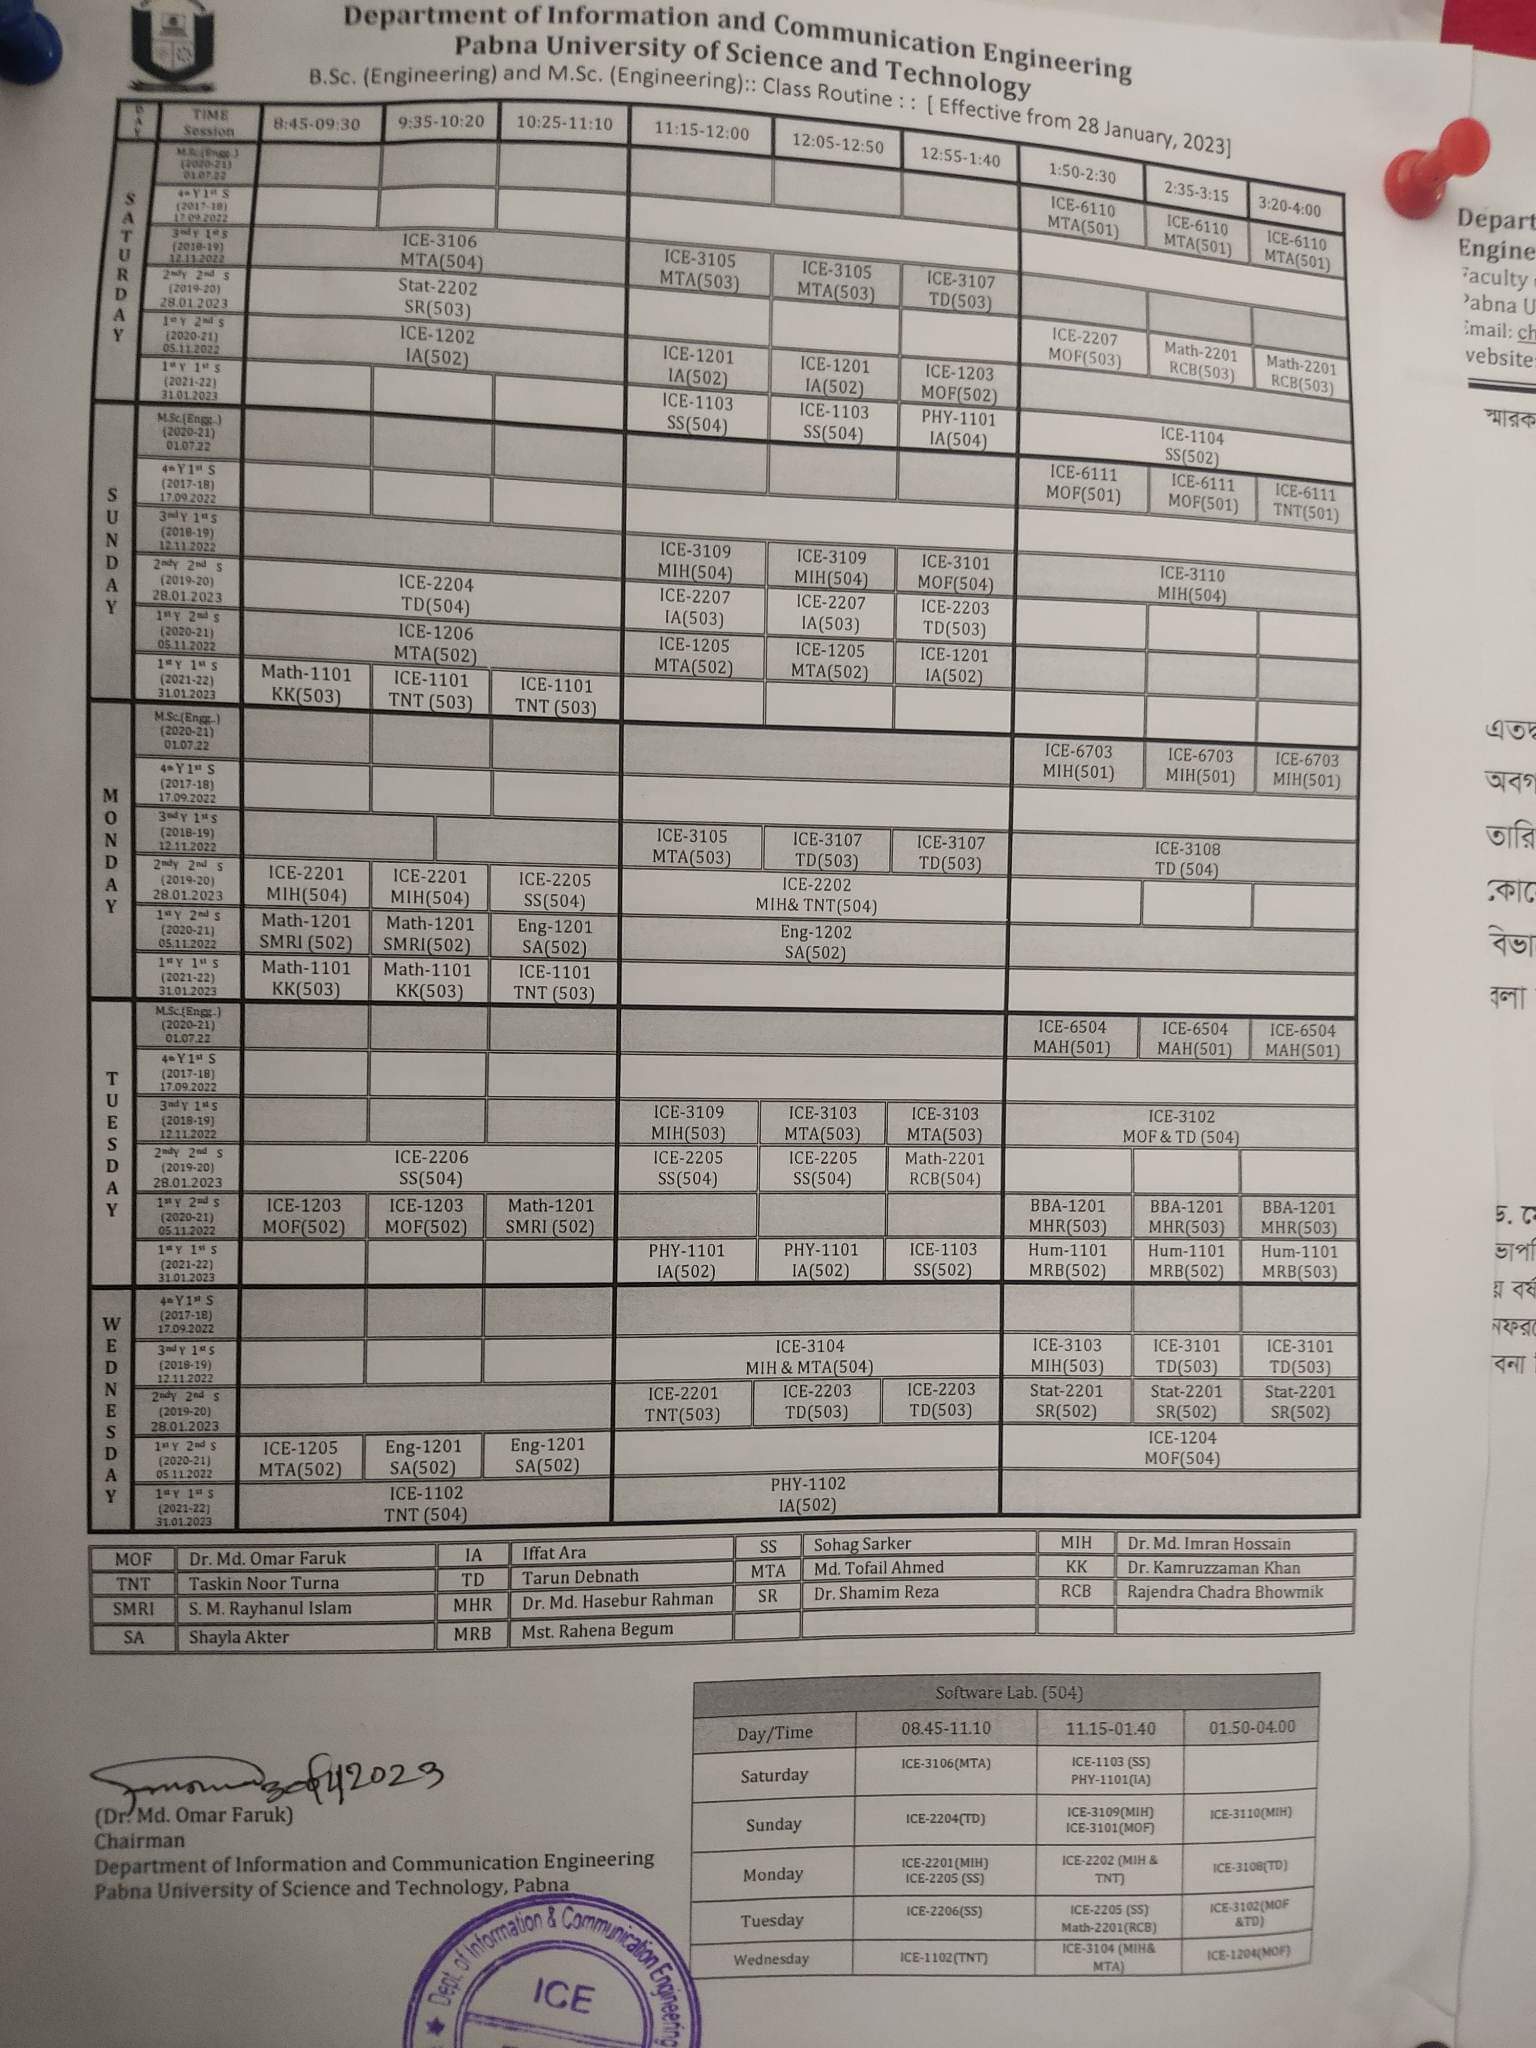 Department of Information and Communication Engineering
Pabna University of Science and Technology
B.Sc. (Engineering) and M.Sc. (Engineering):: Class Routine : : [ Effective from 28 January, 2023]
DAY TIME Session 8:45-09:30 9:35-10:20 10:25-11:10 11:15-12:00 12:05-12:50 12:55-1:40 1:50-2:30 2:35-3:15 3:20-4:00
SATURDAY
M.Sc.(Engg.) (2020-21) 01.07.22 ICE-6110 MTA(501) ICE-6110 MTA(501) ICE-6110 MTA(501)
4th Y 1st S (2017-18) 17.09.2022
3rd Y 1st S (2018-19) 12.11.2022 ICE-3106 MTA(504) ICE-3105 MTA(503) ICE-3105 MTA(503) ICE-3107 TD(503)
2ndy 2nd S (2019-20) 28.01.2023 Stat-2202 SR(503) ICE-2207 MOF(503) Math-2201 RCB(503) Math-2201 RCB(503)
1st Y 2nd S (2020-21) 05.11.2022 ICE-1202 IA(502) ICE-1201 IA(502) ICE-1201 IA(502) ICE-1203 MOF(502)
1st Y 1st S (2021-22) 31.01.2023 ICE-1103 SS(504) ICE-1103 SS(504) PHY-1101 IA(504) ICE-1104 SS(502)
SUNDAY
M.Sc.(Engg..) (2020-21) 01.07.22 ICE-6111 MOF(501) ICE-6111 MOF(501) ICE-6111 TNT(501)
4th Y 1st S (2017-18) 17.09.2022
3rd Y 1st S (2018-19) 12.11.2022 ICE-3109 MIH(504) ICE-3109 MIH(504) ICE-3101 MOF(504) ICE-3110 MIH(504)
2ndy 2nd S (2019-20) 28.01.2023 ICE-2204 TD(504) ICE-2207 IA(503) ICE-2207 IA(503) ICE-2203 TD(503)
1st Y 2nd S (2020-21) 05.11.2022 ICE-1206 MTA(502) ICE-1205 MTA(502) ICE-1205 MTA(502) ICE-1201 IA(502)
1st Y 1st S (2021-22) 31.01.2023 Math-1101 KK(503) ICE-1101 TNT (503) ICE-1101 TNT (503)
MONDAY
M.Sc.(Engg..) (2020-21) 01.07.22 ICE-6703 MIH(501) ICE-6703 MIH(501) ICE-6703 MIH(501)
4th Y 1st S (2017-18) 17.09.2022
3rd Y 1st S (2018-19) 12.11.2022 ICE-3105 MTA(503) ICE-3107 TD(503) ICE-3107 TD(503) ICE-3108 TD (504)
2ndy 2nd S (2019-20) 28.01.2023 ICE-2201 MIH(504) ICE-2201 MIH(504) ICE-2205 SS(504) ICE-2202 MIH& TNT(504)
1st Y 2nd S (2020-21) 05.11.2022 Math-1201 SMRI (502) Math-1201 SMRI(502) Eng-1201 SA(502) Eng-1202 SA(502)
1st Y 1st S (2021-22) 31.01.2023 Math-1101 KK(503) Math-1101 KK(503) ICE-1101 TNT (503)
TUESDAY
M.Sc.(Engg..) (2020-21) 01.07.22 ICE-6504 MAH(501) ICE-6504 MAH(501) ICE-6504 MAH(501)
4th Y 1st S (2017-18) 17.09.2022
3rd Y 1st S (2018-19) 12.11.2022 ICE-3109 MIH(503) ICE-3103 MTA(503) ICE-3103 MTA(503) ICE-3102 MOF & TD (504)
2ndy 2nd S (2019-20) 28.01.2023 ICE-2206 SS(504) ICE-2205 SS(504) ICE-2205 SS(504) Math-2201 RCB(504)
1st Y 2nd S (2020-21) 05.11.2022 ICE-1203 MOF(502) ICE-1203 MOF(502) Math-1201 SMRI (502) BBA-1201 MHR(503) BBA-1201 MHR(503) BBA-1201 MHR(503)
1st Y 1st S (2021-22) 31.01.2023 PHY-1101 IA(502) PHY-1101 IA(502) ICE-1103 SS(502) Hum-1101 MRB(502) Hum-1101 MRB(502) Hum-1101 MRB(503)
WEDNESDAY
4th Y 1st S (2017-18) 17.09.2022
3rd Y 1st S (2018-19) 12.11.2022 ICE-3104 MIH & MTA(504) ICE-3103 MIH(503) ICE-3101 TD(503) ICE-3101 TD(503)
2ndy 2nd S (2019-20) 28.01.2023 ICE-2201 TNT(503) ICE-2203 TD(503) ICE-2203 TD(503) Stat-2201 SR(502) Stat-2201 SR(502) Stat-2201 SR(502)
1st Y 2nd S (2020-21) 05.11.2022 ICE-1205 MTA(502) Eng-1201 SA(502) Eng-1201 SA(502) ICE-1204 MOF(504)
1st Y 1st S (2021-22) 31.01.2023 ICE-1102 TNT (504) PHY-1102 IA(502)
MOF Dr. Md. Omar Faruk IA Iffat Ara SS Sohag Sarker MIH Dr. Md. Imran Hossain
TNT Taskin Noor Turna TD Tarun Debnath MTA Md. Tofail Ahmed KK Dr. Kamruzzaman Khan
SMRI S. M. Rayhanul Islam MHR Dr. Md. Hasebur Rahman SR Dr. Shamim Reza RCB Rajendra Chadra Bhowmik
SA Shayla Akter MRB Mst. Rahena Begum
Software Lab. (504)
Day/Time 08.45-11.10 11.15-01.40 01.50-04.00
Saturday ICE-3106(MTA) ICE-1103 (SS) PHY-1101(IA)
Sunday ICE-2204(TD) ICE-3109(MIH) ICE-3101(MOF) ICE-3110(MIH)
Monday ICE-2201(MIH) ICE-2205 (SS) ICE-2202 (MIH & TNT) ICE-3108(TD)
Tuesday ICE-2206(SS) ICE-2205 (SS) Math-2201(RCB) ICE-3102(MOF &TD)
Wednesday ICE-1102(TNT) ICE-3104 (MIH& MTA) ICE-1204(MOF)
(Dr. Md. Omar Faruk)
Chairman
Department of Information and Communication Engineering
Pabna University of Science and Technology, Pabna
Dept. of Information & Communication Engineering
ICE
Depart
Engine
Faculty
Pabna U
Email: ch
website:
স্মারক
এতদ্ব
অবগ
তারি
কোে
বিভা
বলা